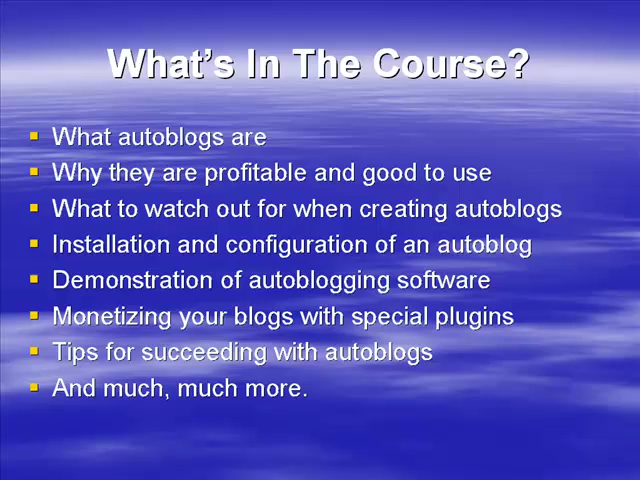 What's In The Course?
What autoblogs are
Why they are profitable and good to use
What to watch out for when creating autoblogs
Installation and configuration of an autoblog
Demonstration of autoblogging software
Monetizing your blogs with special plugins
Tips for succeeding with autoblogs
And much, much more.